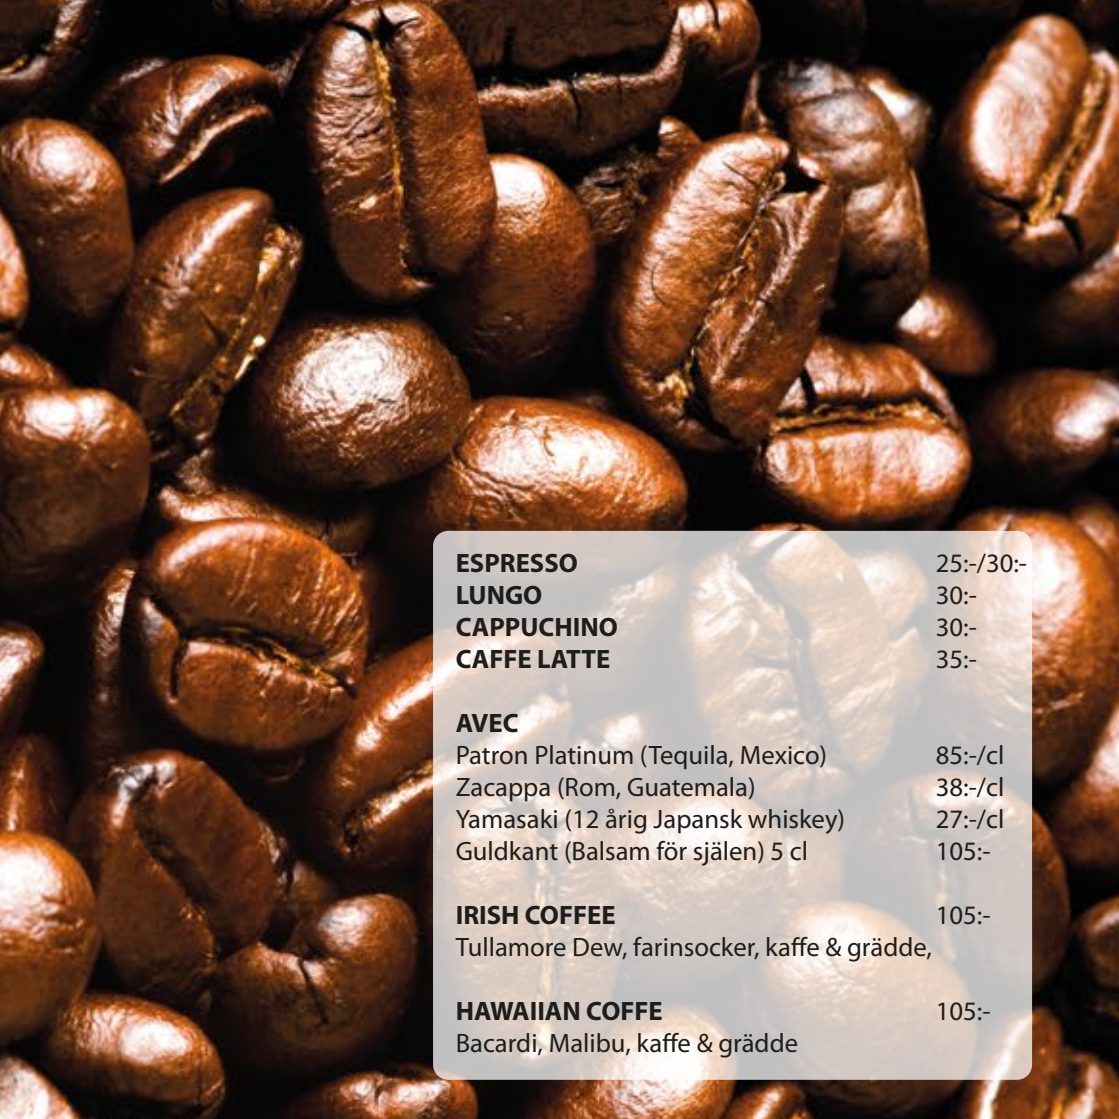 ESPRESSO 25:-/30:-
LUNGO 30:-
CAPPUCHINO 30:-
CAFFE LATTE 35:-
AVEC
Patron Platinum (Tequila, Mexico) 85:-/cl
Zacappa (Rom, Guatemala) 38:-/cl
Yamasaki (12 årig Japansk whiskey) 27:-/cl
Guldkant (Balsam för själen) 5 cl 105:-
IRISH COFFEE 105:-
Tullamore Dew, farinsocker, kaffe & grädde,
HAWAIIAN COFFE 105:-
Bacardi, Malibu, kaffe & grädde